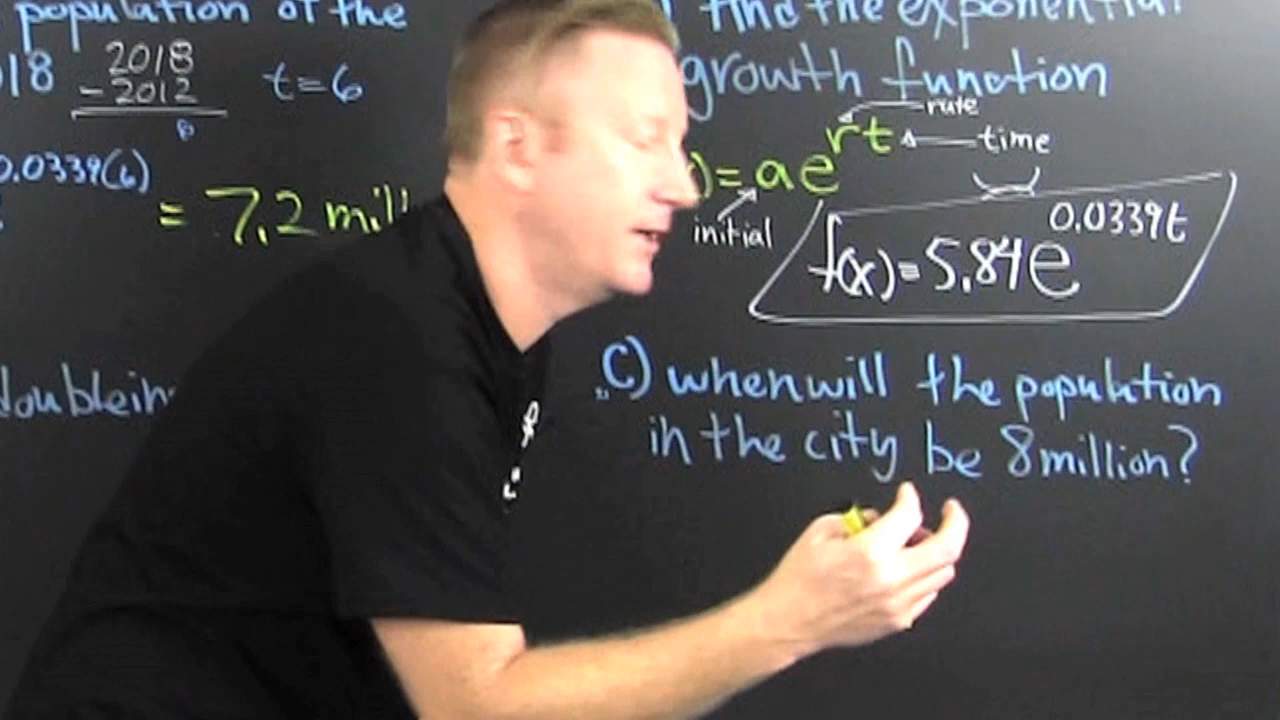 population of the
18 2018 t=6
-2012
0.0339(6)
= 7.2 mill
doublein
find the exponential
growth function
rate
)= ae^rt time
initial
f(x)= 5.84e^0.0339t
C) when will the population
in the city be 8 million?